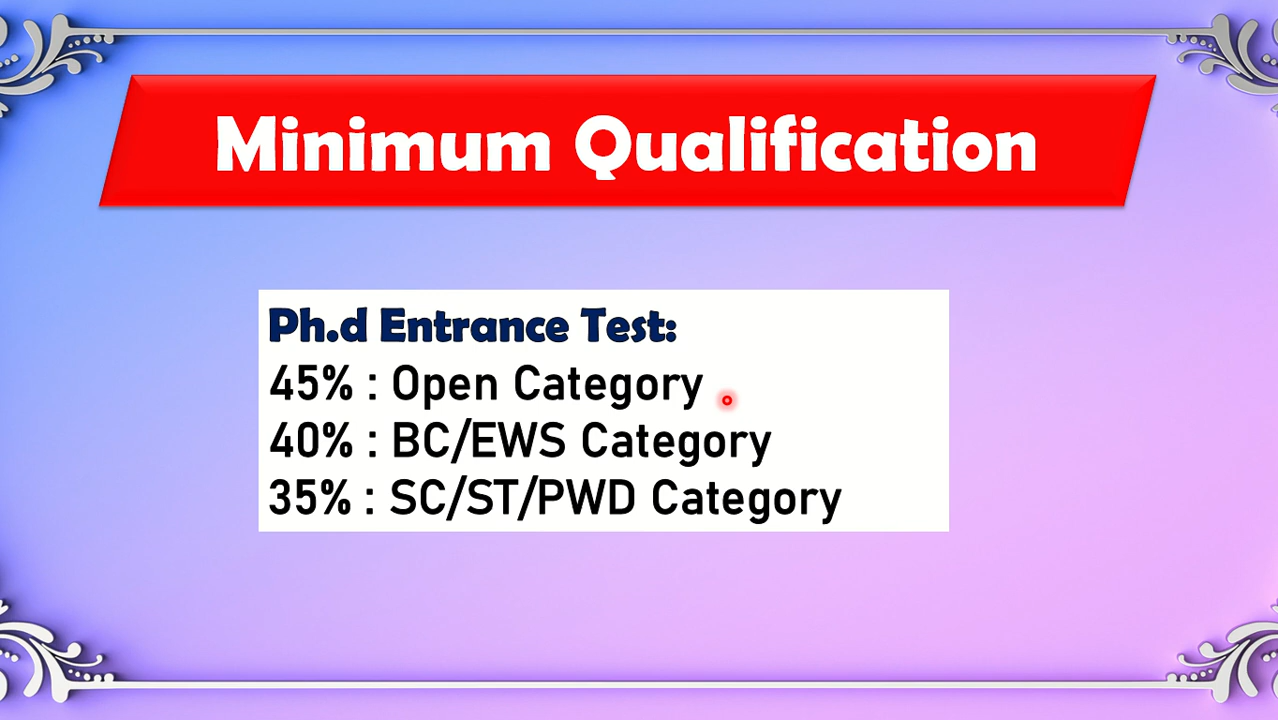 Minimum Qualification
Ph.d Entrance Test:
45% : Open Category
40% : BC/EWS Category
35% : SC/ST/PWD Category